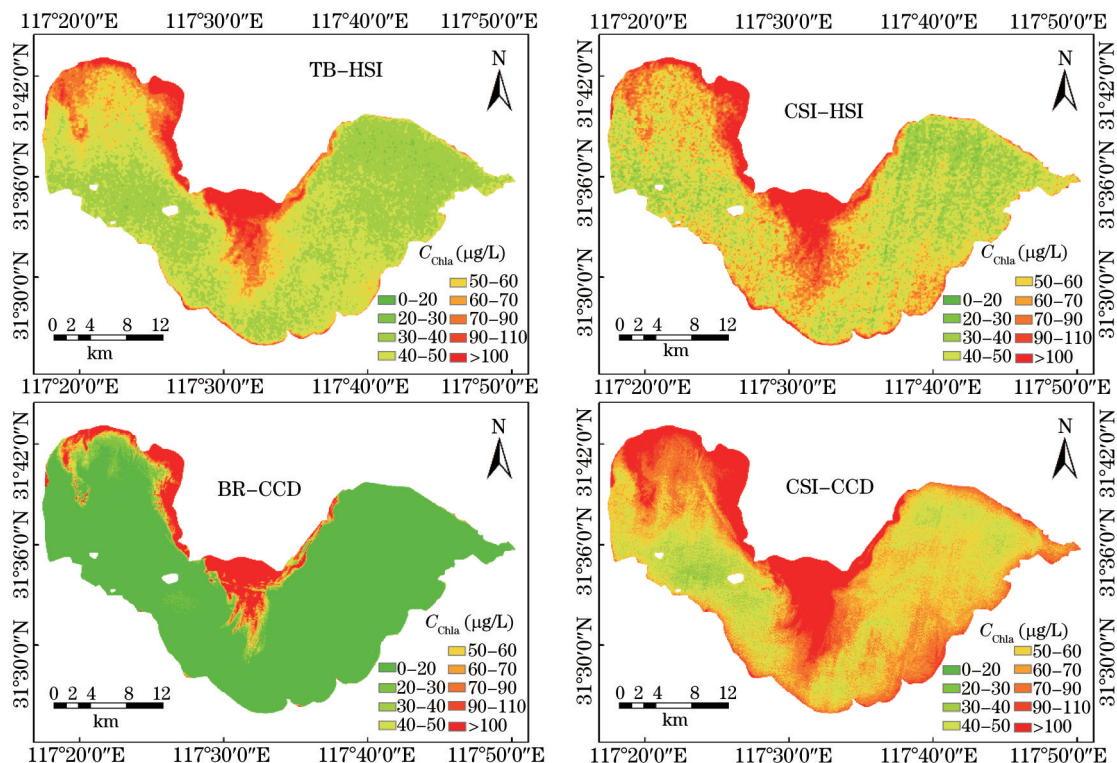 117°20′0″E 117°30′0″E 117°40′0″E 117°50′0″E
31°42′0″N
31°36′0″N
31°30′0″N
TB–HSI
N
C Chla (μg/L)
0–20
20–30
30–40
40–50
50–60
60–70
70–90
90–110
>100
0 2 4 8 12
km
117°20′0″E 117°30′0″E 117°40′0″E 117°50′0″E
117°20′0″E 117°30′0″E 117°40′0″E 117°50′0″E
31°42′0″N
31°36′0″N
31°30′0″N
CSI–HSI
N
C Chla (μg/L)
0–20
20–30
30–40
40–50
50–60
60–70
70–90
90–110
>100
0 2 4 8 12
km
31°42′0″N
31°36′0″N
31°30′0″N
117°20′0″E 117°30′0″E 117°40′0″E 117°50′0″E
31°42′0″N
31°36′0″N
31°30′0″N
BR–CCD
N
C Chla (μg/L)
0–20
20–30
30–40
40–50
50–60
60–70
70–90
90–110
>100
0 2 4 8 12
km
117°20′0″E 117°30′0″E 117°40′0″E 117°50′0″E
31°42′0″N
31°36′0″N
31°30′0″N
CSI–CCD
N
C Chla (μg/L)
0–20
20–30
30–40
40–50
50–60
60–70
70–90
90–110
>100
0 2 4 8 12
km
31°42′0″N
31°36′0″N
31°30′0″N
117°20′0″E 117°30′0″E 117°40′0″E 117°50′0″E